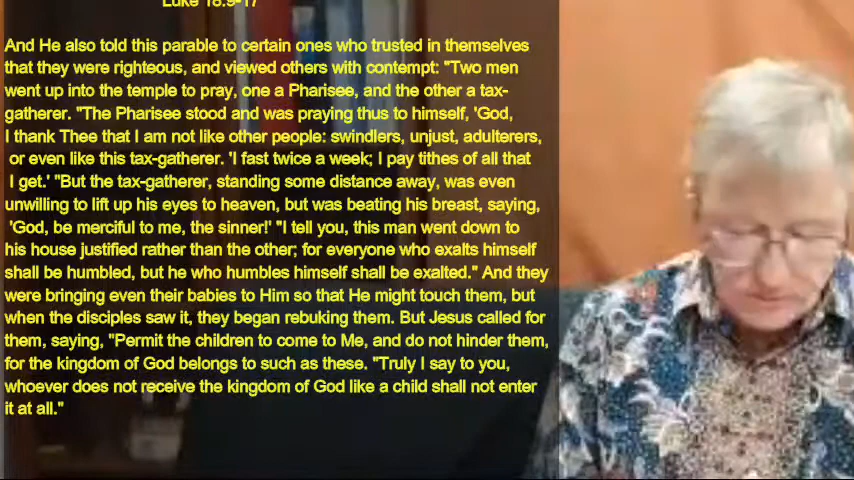 Luke 18:9-17
And He also told this parable to certain ones who trusted in themselves
that they were righteous, and viewed others with contempt: "Two men
went up into the temple to pray, one a Pharisee, and the other a tax-
gatherer. "The Pharisee stood and was praying thus to himself, 'God,
I thank Thee that I am not like other people: swindlers, unjust, adulterers,
or even like this tax-gatherer. 'I fast twice a week; I pay tithes of all that
I get.' "But the tax-gatherer, standing some distance away, was even
unwilling to lift up his eyes to heaven, but was beating his breast, saying,
'God, be merciful to me, the sinner!' "I tell you, this man went down to
his house justified rather than the other; for everyone who exalts himself
shall be humbled, but he who humbles himself shall be exalted." And they
were bringing even their babies to Him so that He might touch them, but
when the disciples saw it, they began rebuking them. But Jesus called for
them, saying, "Permit the children to come to Me, and do not hinder them,
for the kingdom of God belongs to such as these. "Truly I say to you,
whoever does not receive the kingdom of God like a child shall not enter
it at all."